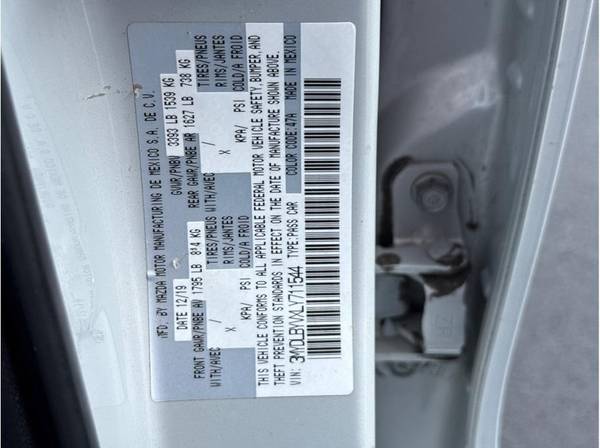 MFD. BY MAZDA MOTOR MANUFACTURING DE MEXICO S.A. DE C.V.
DATE 12/19 GVWR/PNBV 3393 LB 1539 KG
FRONT GAWR/PNBE AV 1795 LB 814 KG REAR GAWR/PNBE AR 1627 LB 738 KG
WITH/AVEC TIRES/PNEUS WITH/AVEC TIRES/PNEUS
X RIMS/JANTES X RIMS/JANTES
/ KPA/ PSI COLD/A FROID / KPA/ PSI COLD/A FROID
THIS VEHICLE CONFORMS TO ALL APPLICABLE FEDERAL MOTOR VEHICLE SAFETY, BUMPER, AND
THEFT PREVENTION STANDARDS IN EFFECT ON THE DATE OF MANUFACTURE SHOWN ABOVE.
VIN: 3MYDLBYVXLY711544 TYPE:PASS CAR COLOR CODE:47A MADE IN MEXICO